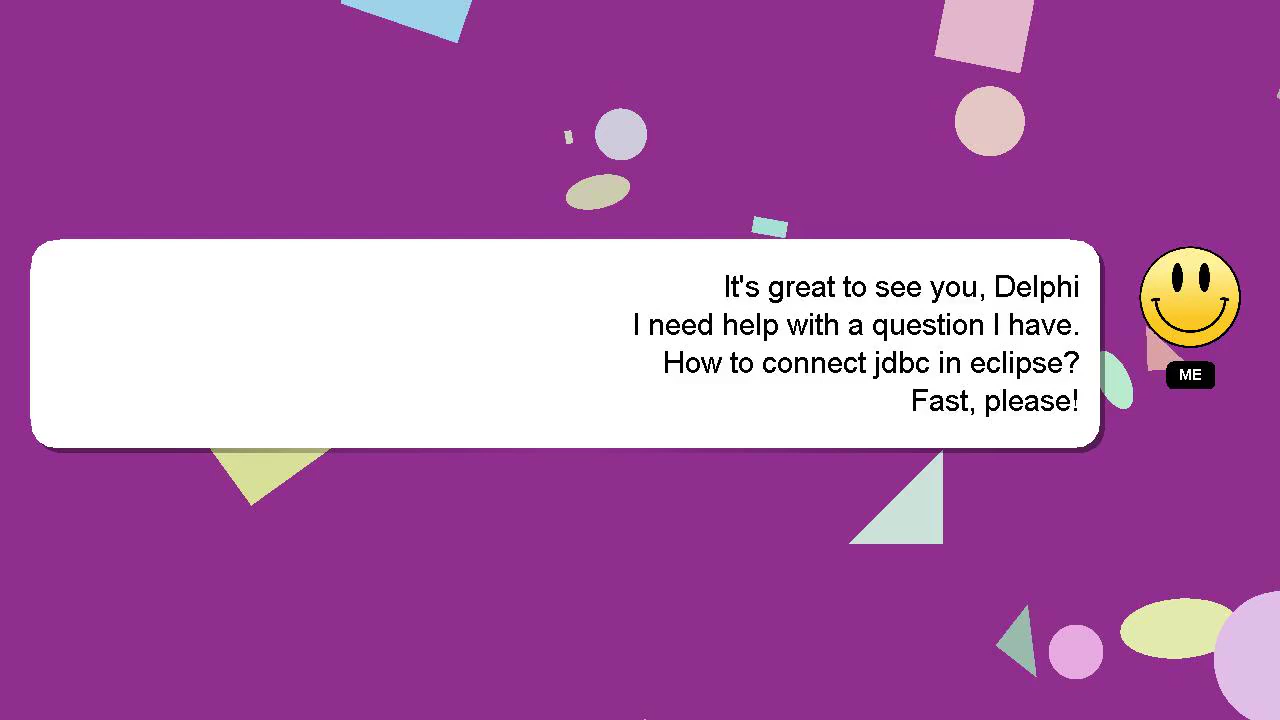 It's great to see you, Delphi
I need help with a question I have.
How to connect jdbc in eclipse?
Fast, please!
ME